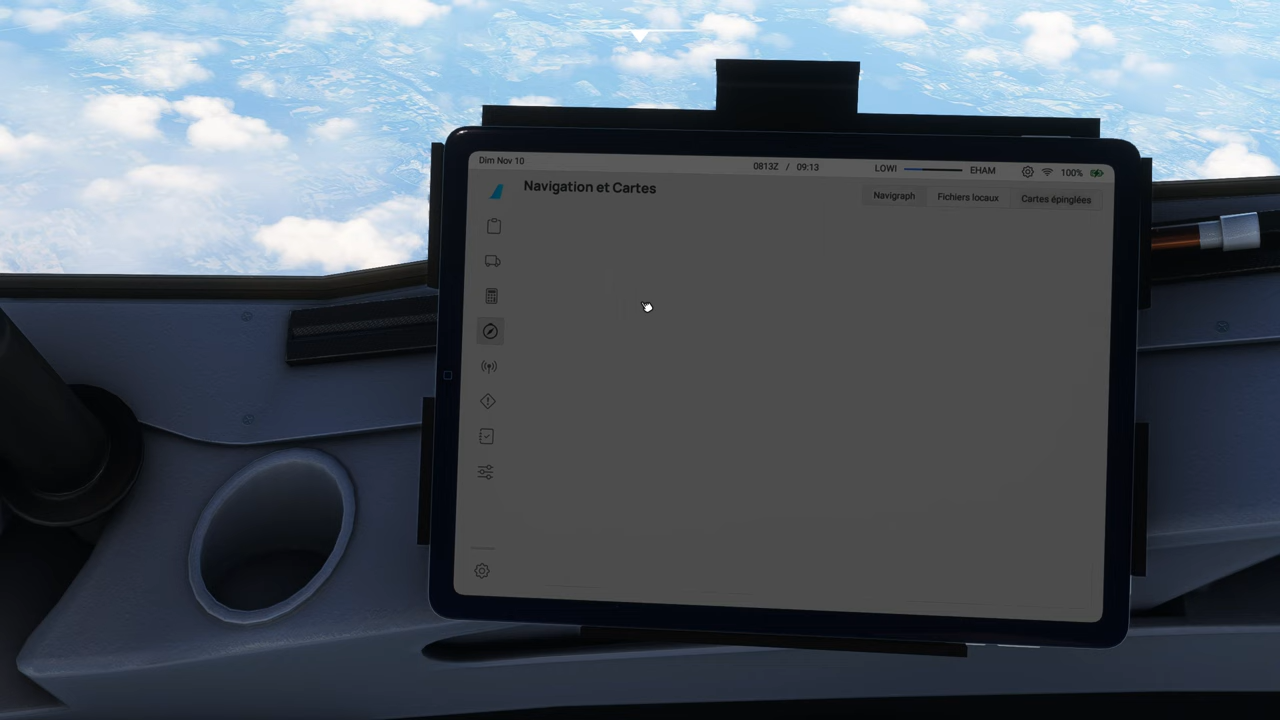 Dim Nov 10
0813Z / 09:13
LOWI EHAM
100%
Navigation et Cartes
Navigraph
Fichiers locaux
Cartes épinglées